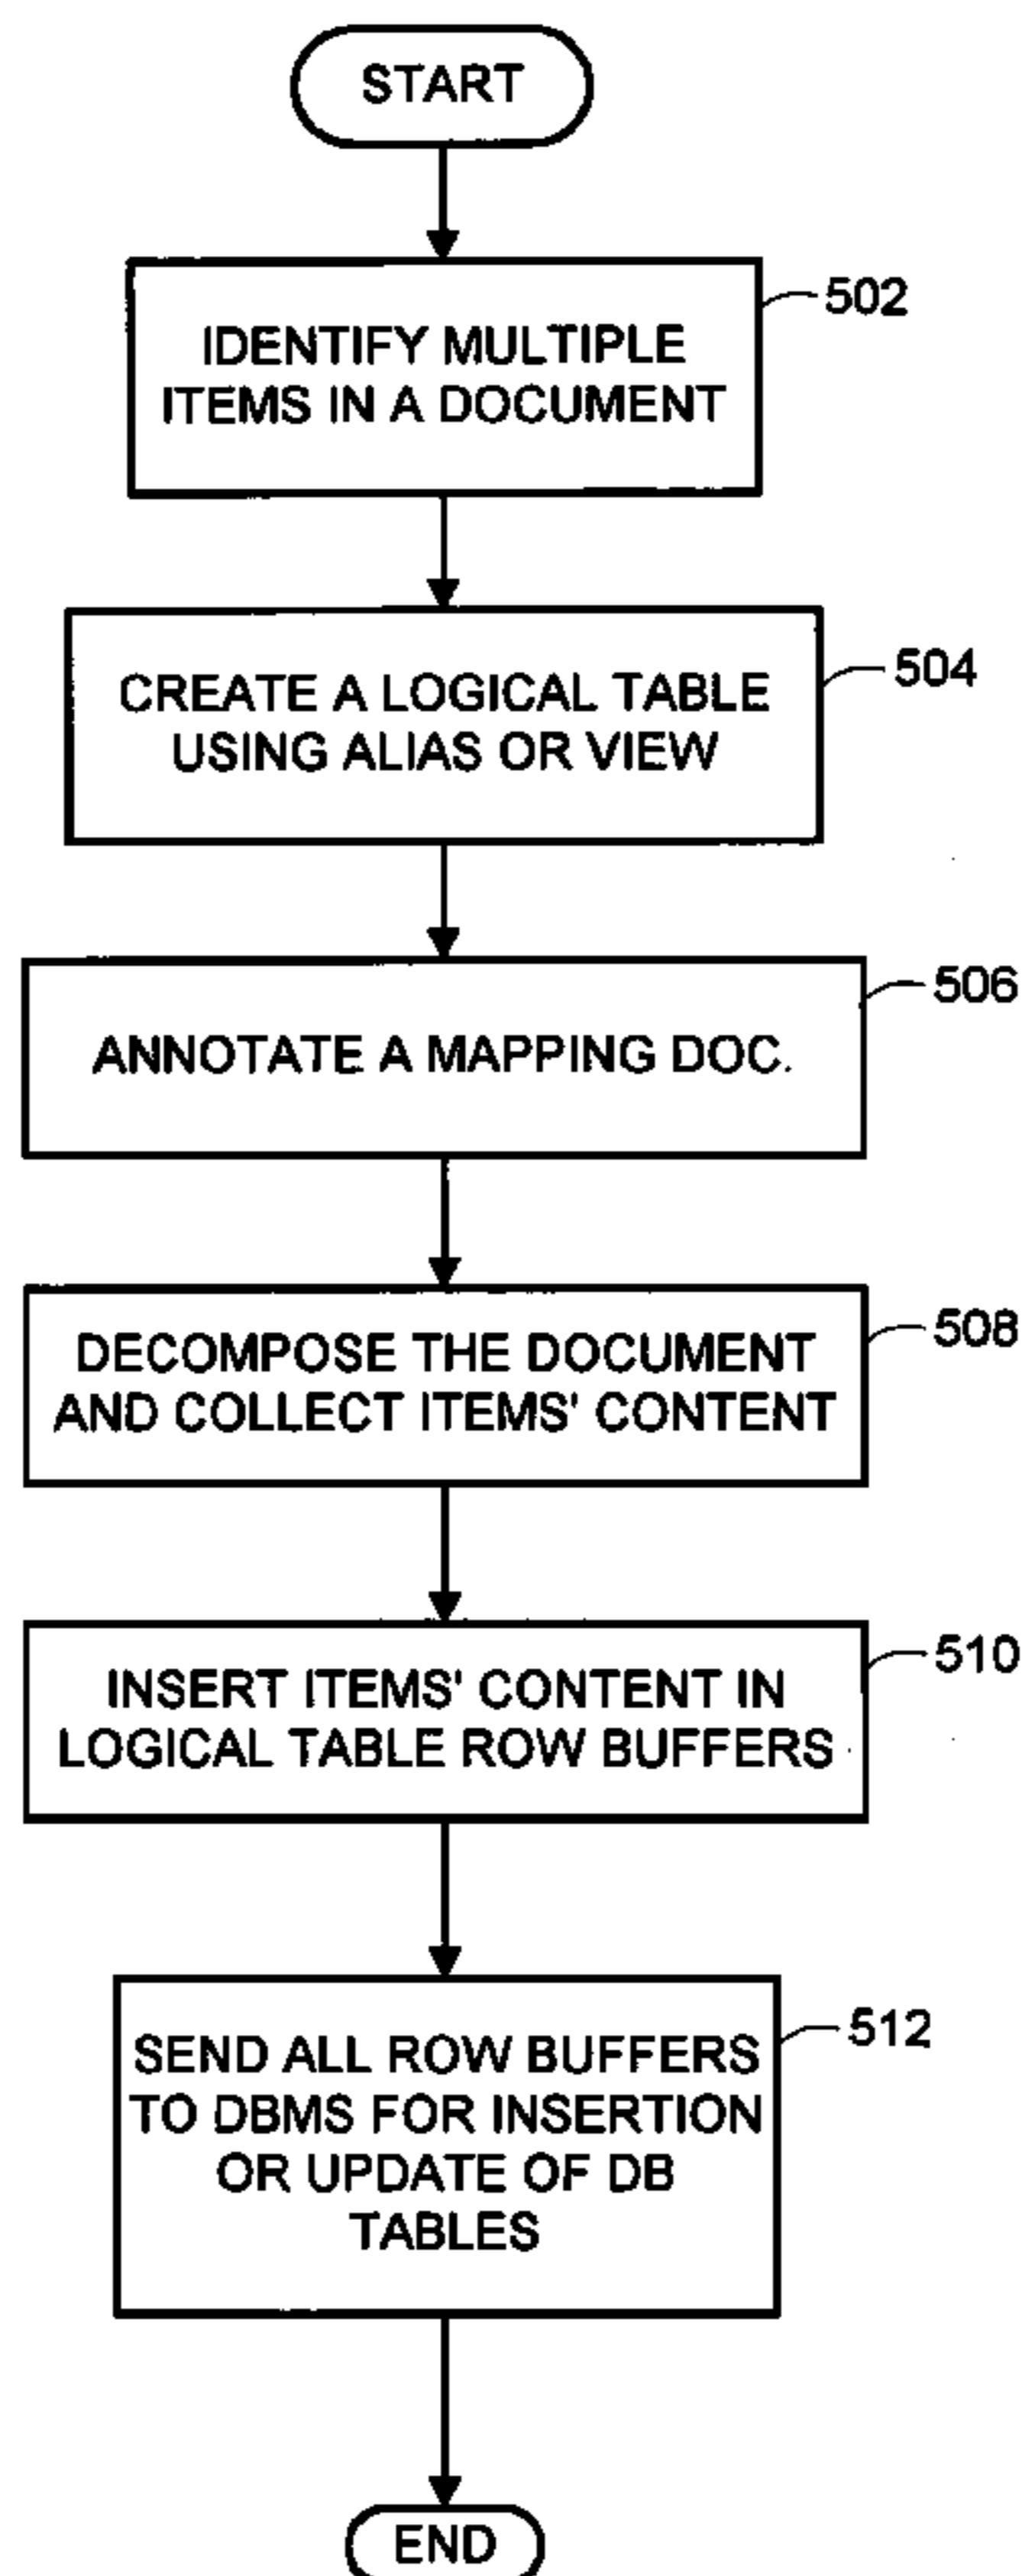 START
502
IDENTIFY MULTIPLE
ITEMS IN A DOCUMENT
504
CREATE A LOGICAL TABLE
USING ALIAS OR VIEW
506
ANNOTATE A MAPPING DOC.
508
DECOMPOSE THE DOCUMENT
AND COLLECT ITEMS' CONTENT
510
INSERT ITEMS' CONTENT IN
LOGICAL TABLE ROW BUFFERS
512
SEND ALL ROW BUFFERS
TO DBMS FOR INSERTION
OR UPDATE OF DB
TABLES
END